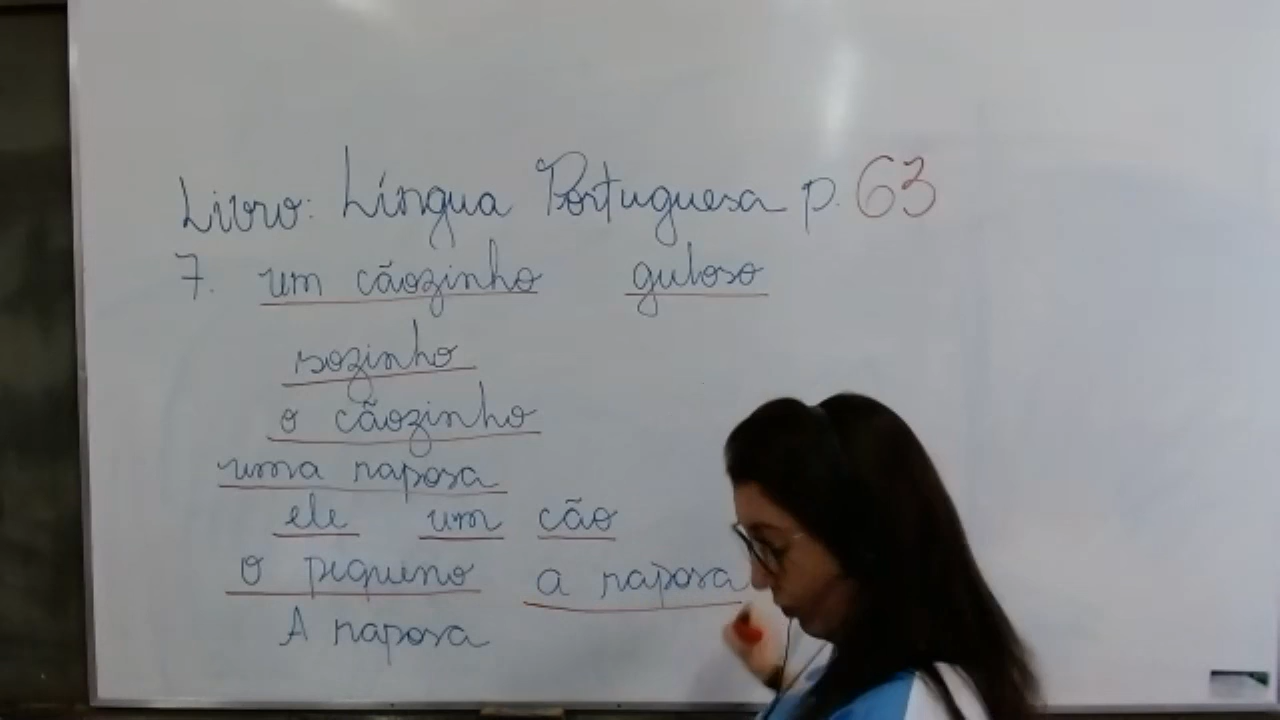 Livro: Língua Portuguesa p. 63
7. um cãozinho guloso
sozinho
o cãozinho
uma raposa
ele um cão
o pequeno a raposa
A raposa